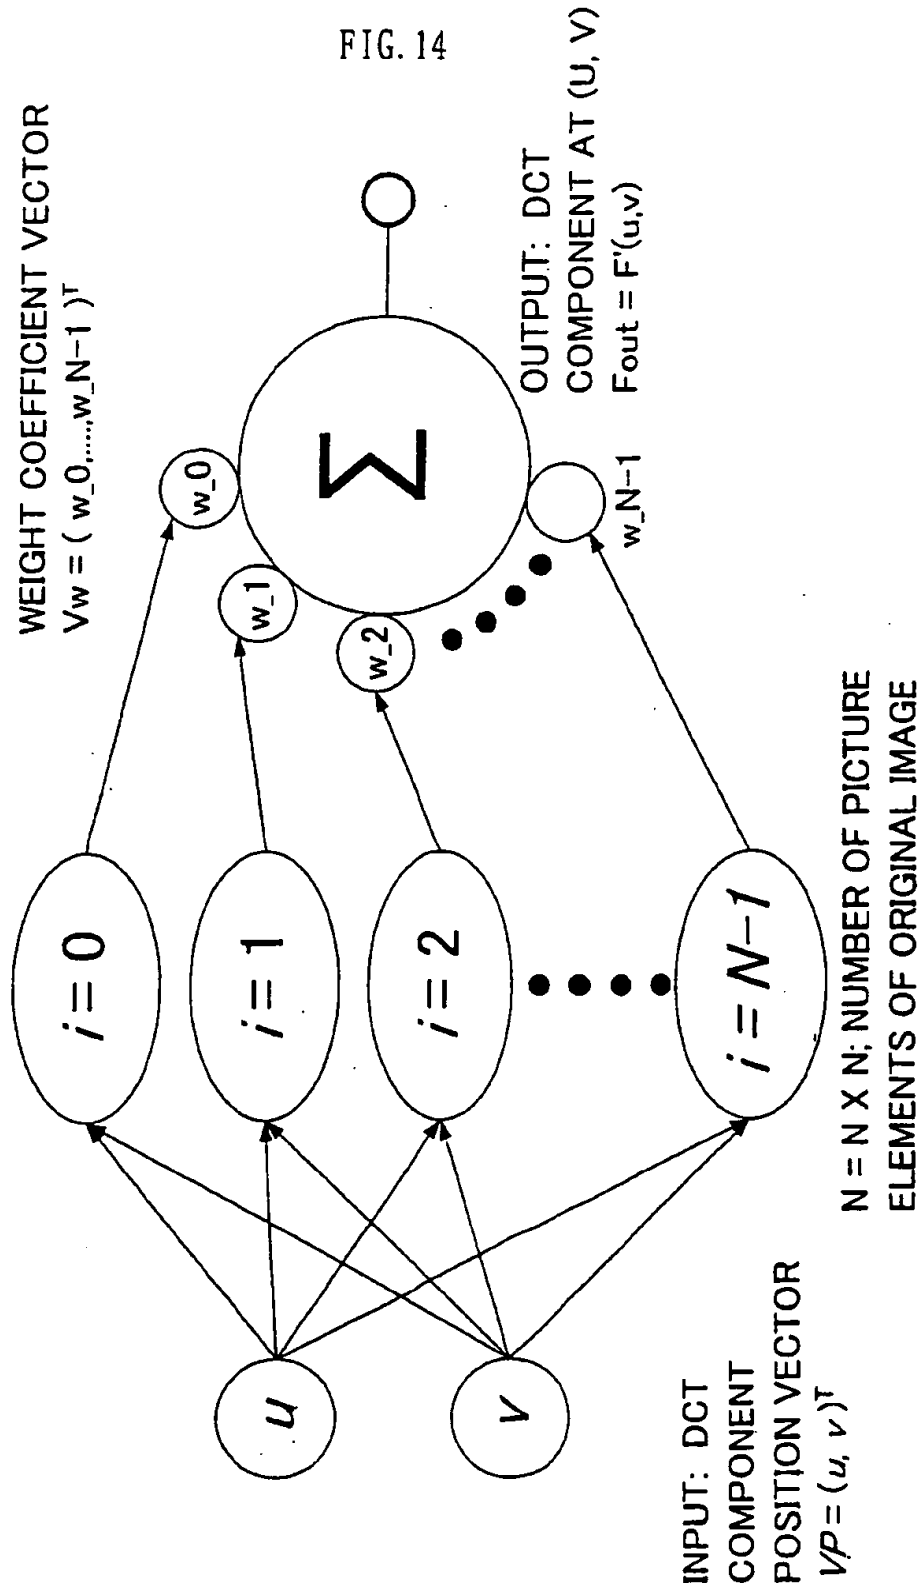 FIG. 14
WEIGHT COEFFICIENT VECTOR
Vw = ( w_0,.....,w_N−1 )ᵀ
w_0
w_1
w_2
w_N−1
Σ
OUTPUT: DCT
COMPONENT AT (U, V)
Fout = F'(u,v)
i = 0
i = 1
i = 2
i = N−1
N = N X N; NUMBER OF PICTURE
ELEMENTS OF ORIGINAL IMAGE
u
v
INPUT: DCT
COMPONENT
POSITION VECTOR
VP = (u, v)ᵀ